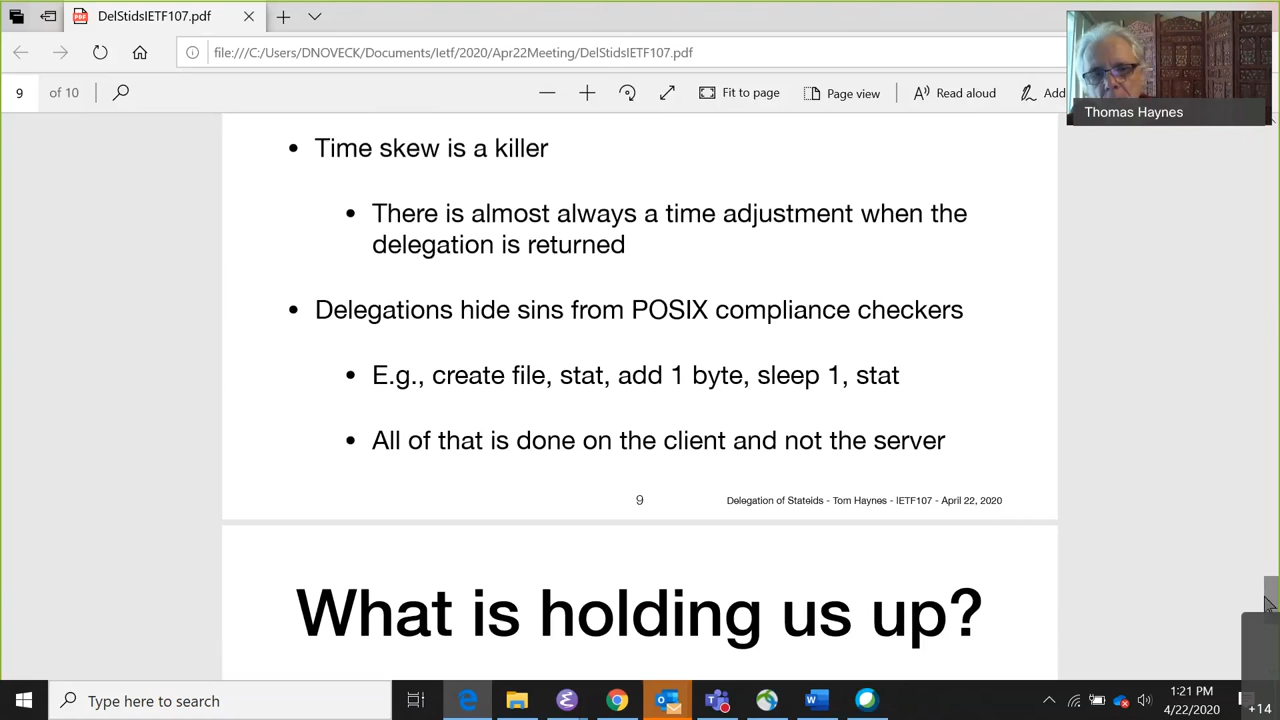 DelStidsIETF107.pdf
file:///C:/Users/DNOVECK/Documents/Ietf/2020/Apr22Meeting/DelStidsIETF107.pdf
9 of 10
Fit to page
Page view
Read aloud
Add
Thomas Haynes
• Time skew is a killer
• There is almost always a time adjustment when the
delegation is returned
• Delegations hide sins from POSIX compliance checkers
• E.g., create file, stat, add 1 byte, sleep 1, stat
• All of that is done on the client and not the server
9
Delegation of Stateids - Tom Haynes - IETF107 - April 22, 2020
What is holding us up?
Type here to search
1:21 PM
4/22/2020
+14